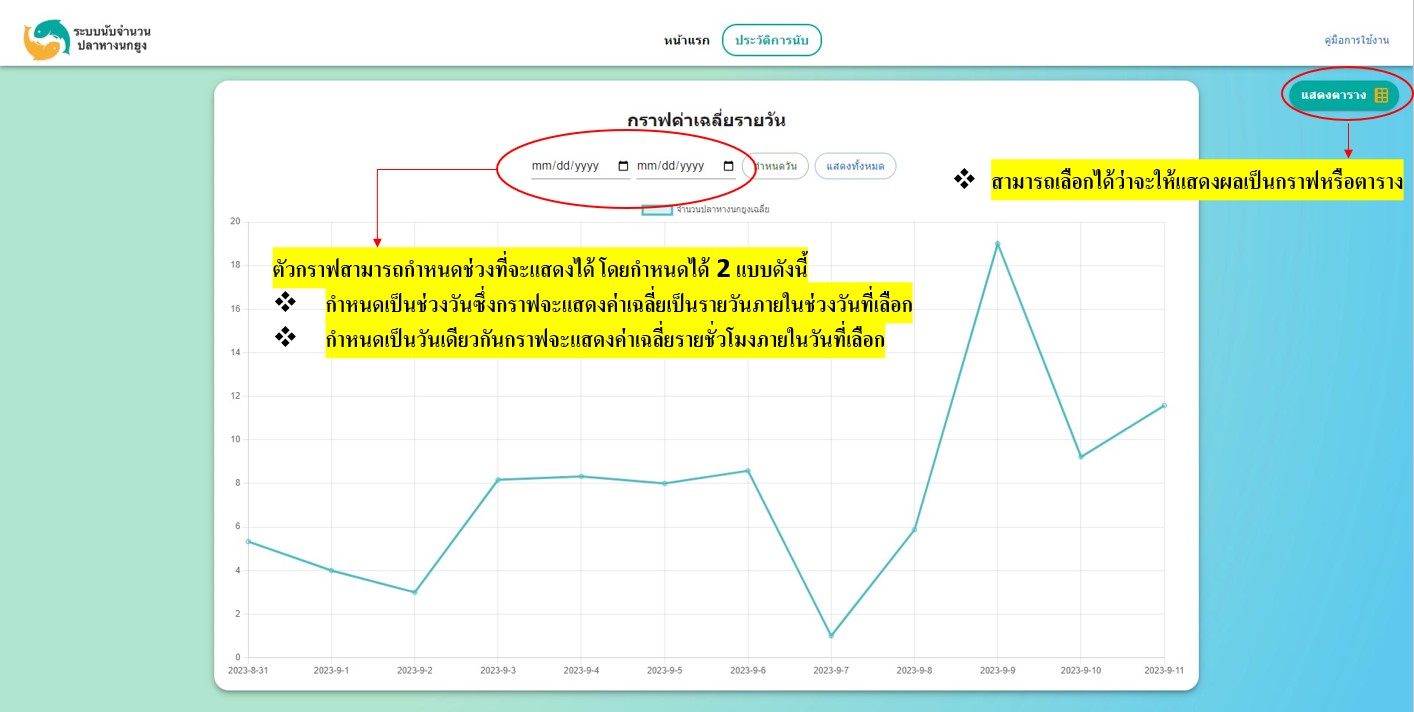 ระบบนับจำนวน
ปลาหางนกยูง
หน้าแรก
ประวัติการนับ
คู่มือการใช้งาน
แสดงตาราง
กราฟค่าเฉลี่ยรายวัน
mm/dd/yyyy mm/dd/yyyy กำหนดวัน แสดงทั้งหมด
❖ สามารถเลือกได้ว่าจะให้แสดงผลเป็นกราฟหรือตาราง
จำนวนปลาหางนกยูงเฉลี่ย
ตัวกราฟสามารถกำหนดช่วงที่จะแสดงได้ โดยกำหนดได้ 2 แบบดังนี้
❖ กำหนดเป็นช่วงวันซึ่งกราฟจะแสดงค่าเฉลี่ยเป็นรายวันภายในช่วงวันที่เลือก
❖ กำหนดเป็นวันเดียวกันกราฟจะแสดงค่าเฉลี่ยรายชั่วโมงภายในวันที่เลือก
20
18
16
14
12
10
8
6
4
2
0
2023-8-31 2023-9-1 2023-9-2 2023-9-3 2023-9-4 2023-9-5 2023-9-6 2023-9-7 2023-9-8 2023-9-9 2023-9-10 2023-9-11